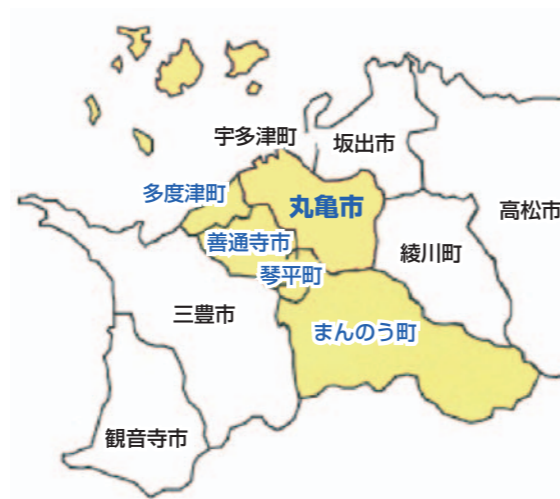 宇多津町
坂出市
多度津町
丸亀市
高松市
善通寺市
綾川町
琴平町
三豊市
まんのう町
観音寺市